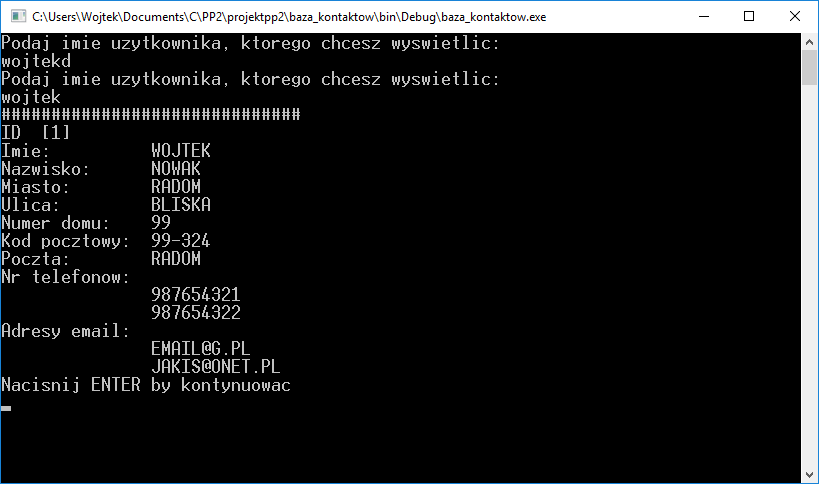 C:\Users\Wojtek\Documents\C\PP2\projektpp2\baza_kontaktow\bin\Debug\baza_kontaktow.exe
Podaj imie uzytkownika, ktorego chcesz wyswietlic:
wojtekd
Podaj imie uzytkownika, ktorego chcesz wyswietlic:
wojtek
##############################
ID  [1]
Imie:          WOJTEK
Nazwisko:      NOWAK
Miasto:        RADOM
Ulica:         BLISKA
Numer domu:    99
Kod pocztowy:  99-324
Poczta:        RADOM
Nr telefonow:
               987654321
               987654322
Adresy email:
               EMAIL@G.PL
               JAKIS@ONET.PL
Nacisnij ENTER by kontynuowac